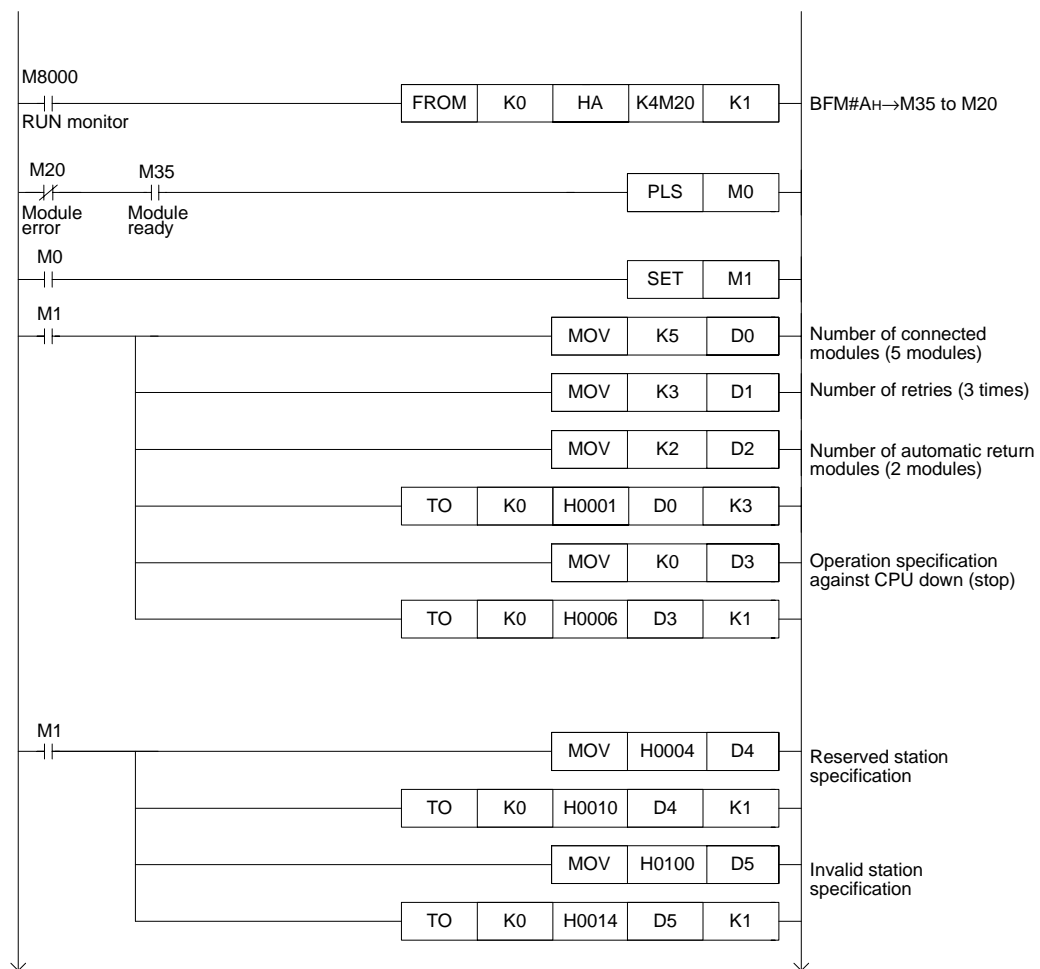 M8000
RUN monitor
FROM K0 HA K4M20 K1
BFM#AH→M35 to M20
M20 M35
Module error
Module ready
PLS M0
M0
SET M1
M1
MOV K5 D0
Number of connected
modules (5 modules)
MOV K3 D1
Number of retries (3 times)
MOV K2 D2
Number of automatic return
modules (2 modules)
TO K0 H0001 D0 K3
MOV K0 D3
Operation specification
against CPU down (stop)
TO K0 H0006 D3 K1
M1
MOV H0004 D4
Reserved station
specification
TO K0 H0010 D4 K1
MOV H0100 D5
Invalid station
specification
TO K0 H0014 D5 K1